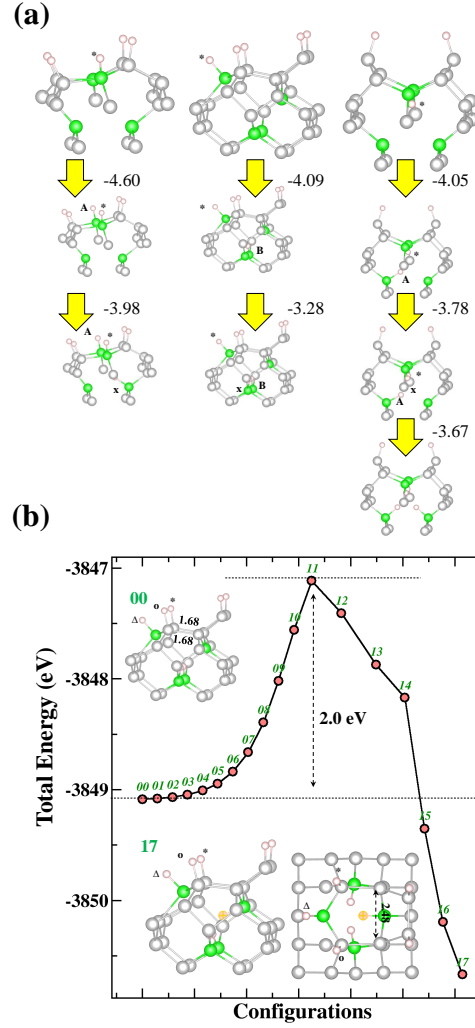 (a)
* * *
-4.60 -4.09 -4.05
A * * B * A
-3.98 -3.28 -3.78
A * x * x B * x A
-3.67
(b)
-3847
-3848
-3849
-3850
Total Energy (eV)
00
Δ o *
1.68
1.68
00 01 02 03 04 05 06 07 08 09 10 11 12 13 14 15 16 17
2.0 eV
17
Δ o *
* Δ o
2.48
Configurations